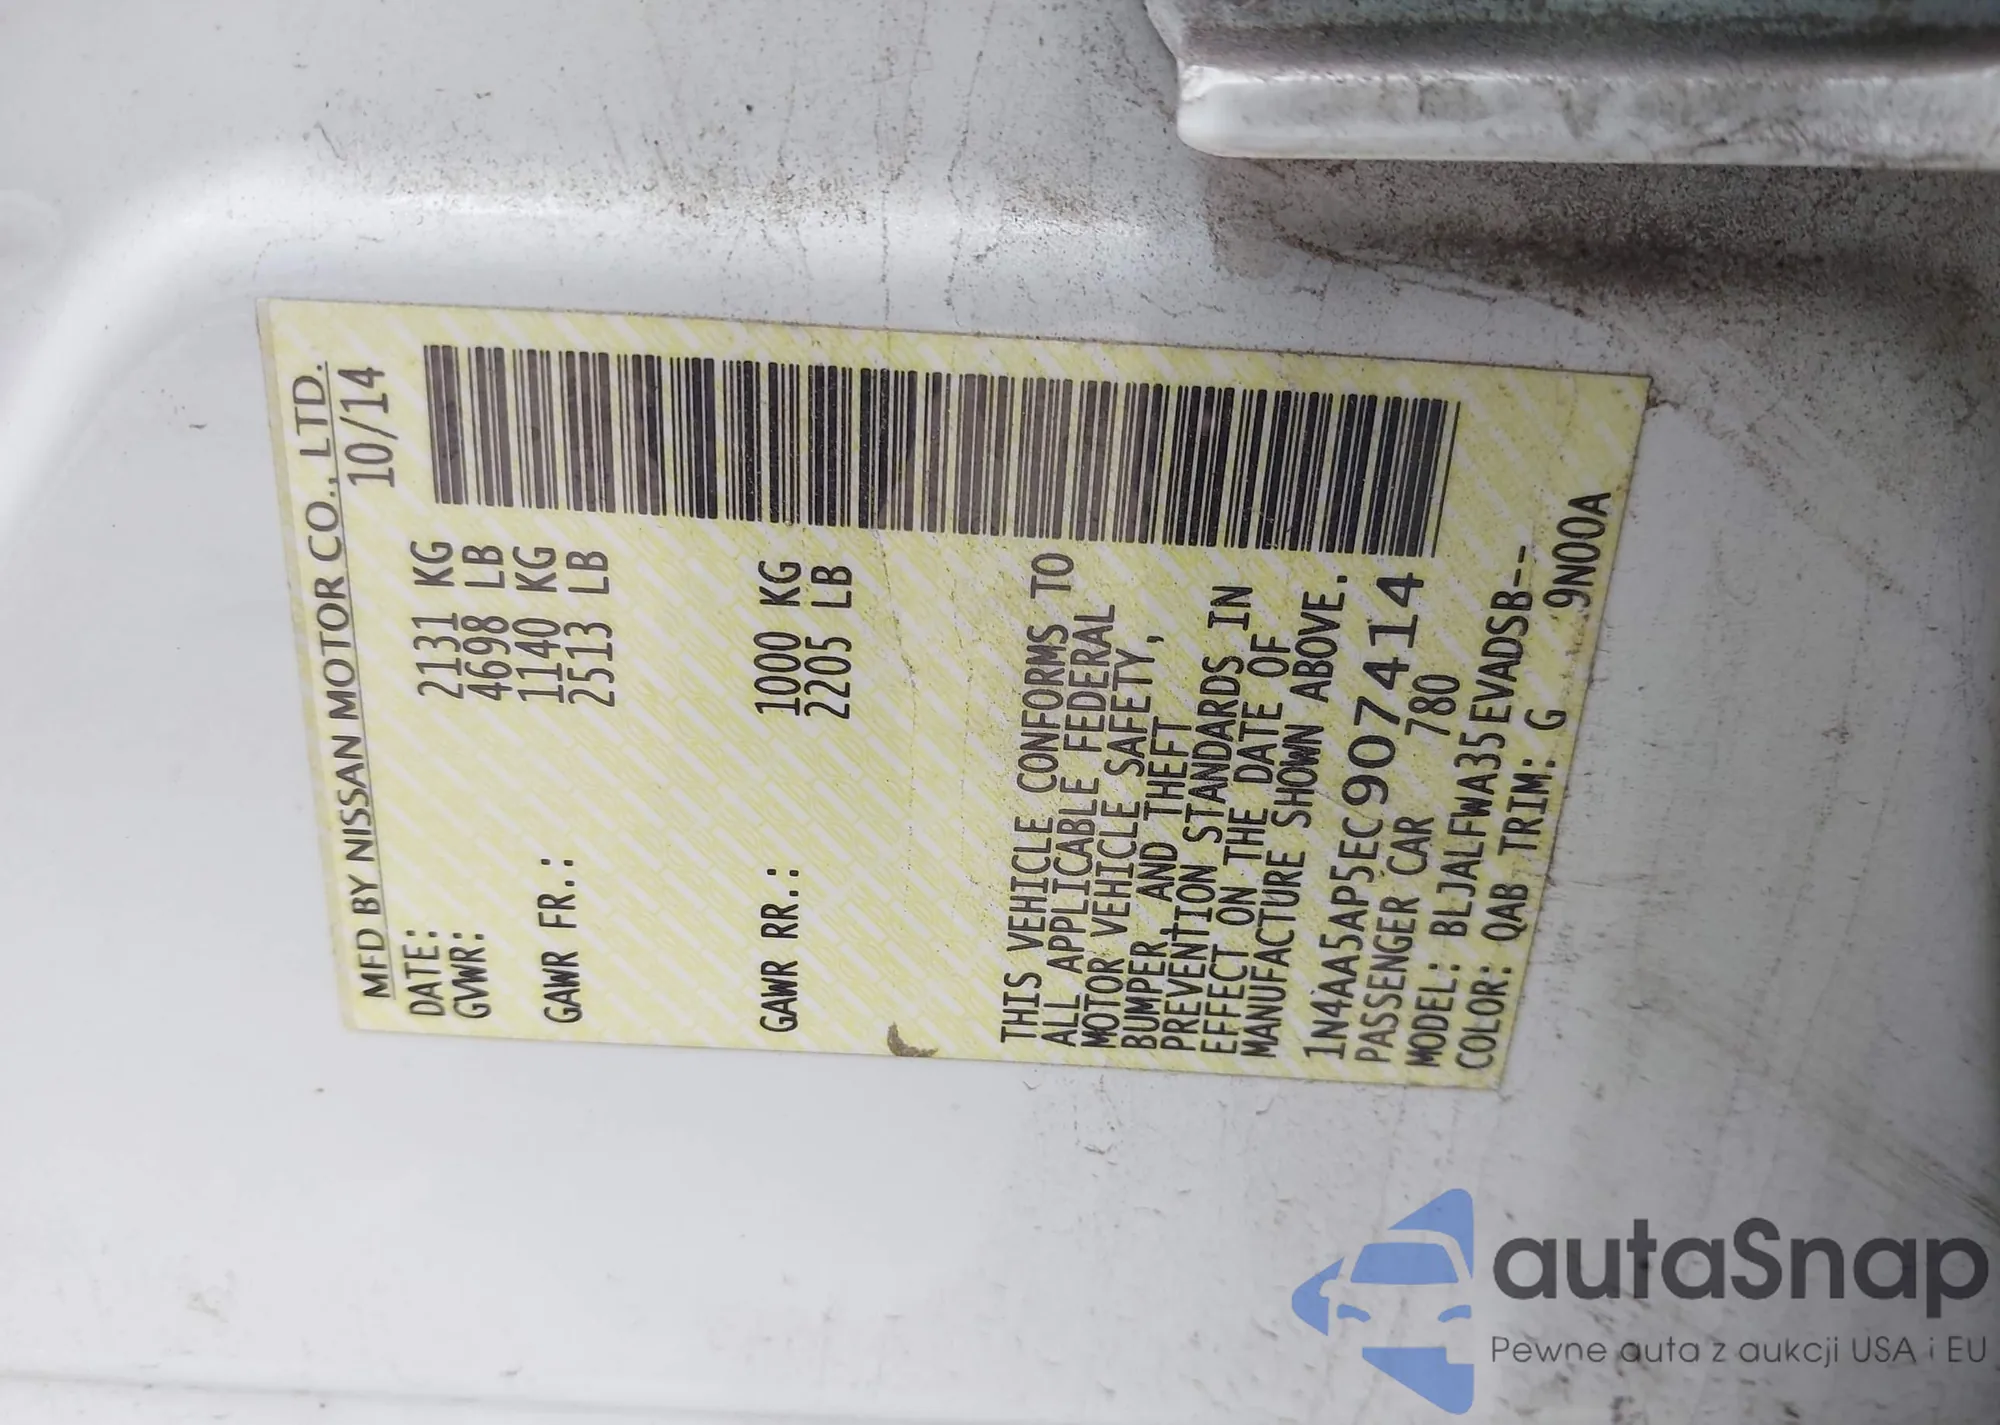 MFD BY NISSAN MOTOR CO., LTD.
DATE: 10/14
GVWR: 2131 KG
4698 LB
GAWR FR.: 1140 KG
2513 LB
GAWR RR.: 1000 KG
2205 LB
THIS VEHICLE CONFORMS TO
ALL APPLICABLE FEDERAL
MOTOR VEHICLE SAFETY,
BUMPER, AND THEFT
PREVENTION STANDARDS IN
EFFECT ON THE DATE OF
MANUFACTURE SHOWN ABOVE.
1N4AA5AP5EC907414
PASSENGER CAR 780
MODEL: BLJALFWA35EVADSB--
COLOR: QAB TRIM: G 9N00A
autaSnap
Pewne auta z aukcji USA i EU